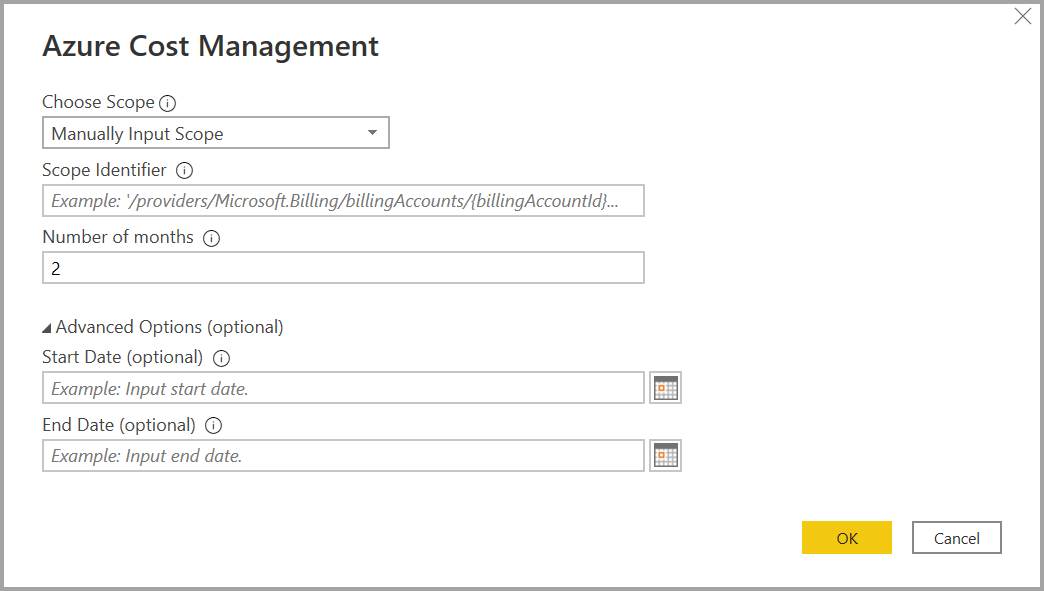 Azure Cost Management
Choose Scope
Manually Input Scope
Scope Identifier
Example: '/providers/Microsoft.Billing/billingAccounts/{billingAccountId}...
Number of months
2
Advanced Options (optional)
Start Date (optional)
Example: Input start date.
End Date (optional)
Example: Input end date.
OK Cancel